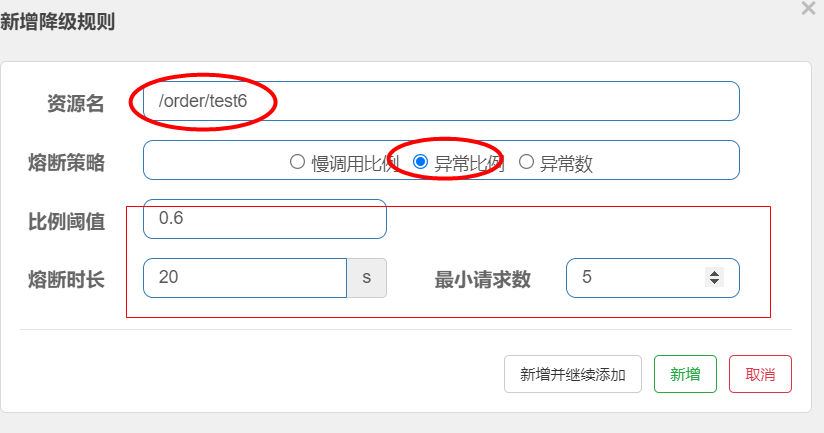 新增降级规则
×
资源名 /order/test6
熔断策略 慢调用比例 异常比例 异常数
比例阈值 0.6
熔断时长 20 s 最小请求数 5
新增并继续添加 新增 取消